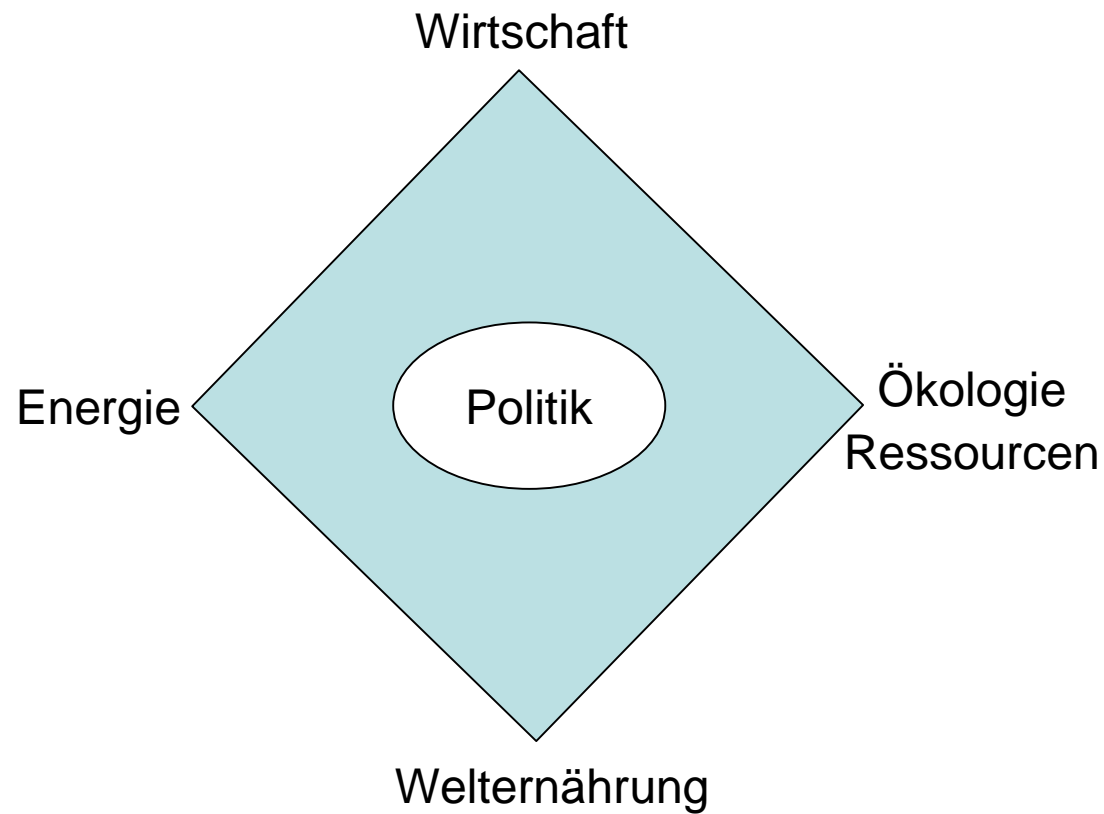 Wirtschaft
Energie
Politik
Ökologie
Ressourcen
Welternährung